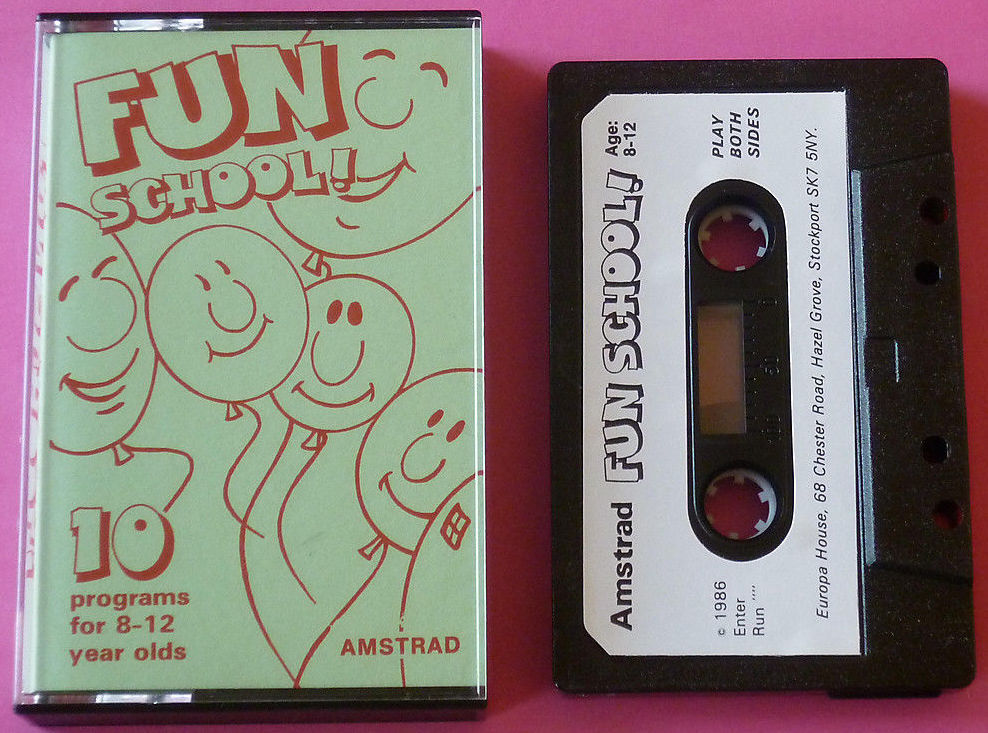 FUN
SCHOOL!
10
programs
for 8-12
year olds
AMSTRAD
Amstrad FUN SCHOOL! Age:
8-12
PLAY
BOTH
SIDES
© 1986
Enter
Run '''''
Europa House, 68 Chester Road, Hazel Grove, Stockport SK7 5NY.